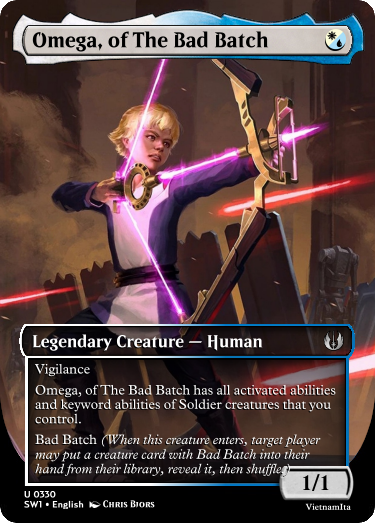 Omega, of The Bad Batch
Legendary Creature — Human
Vigilance
Omega, of The Bad Batch has all activated abilities
and keyword abilities of Soldier creatures that you
control.
Bad Batch (When this creature enters, target player
may put a creature card with Bad Batch into their
hand from their library, reveal it, then shuffle)
1/1
U 0330
SW1 • English Chris Bjors
VietnamIta